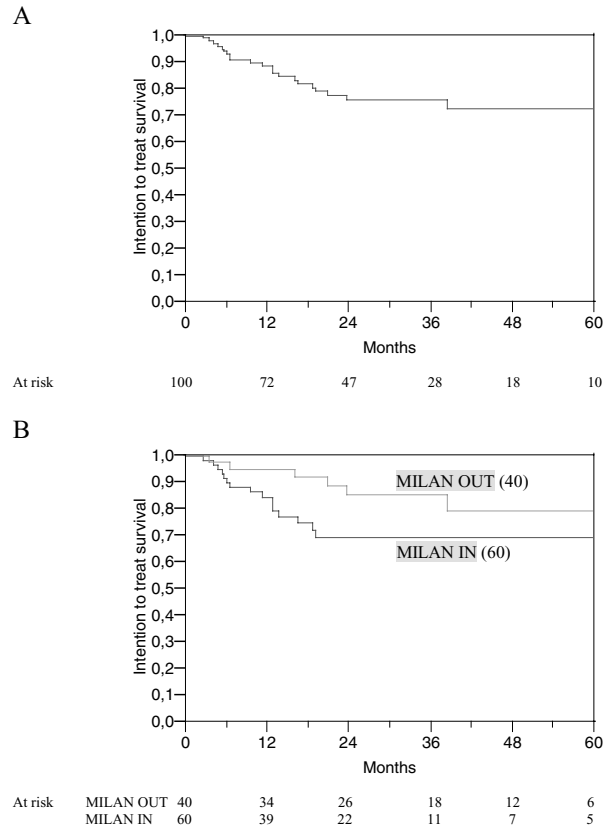 A
1,0
0,9
0,8
0,7
0,6
0,5
0,4
0,3
0,2
0,1
0,0
Intention to treat survival
0 12 24 36 48 60
Months
At risk 100 72 47 28 18 10
B
1,0
0,9
0,8
0,7
0,6
0,5
0,4
0,3
0,2
0,1
0,0
Intention to treat survival
MILAN OUT (40)
MILAN IN (60)
0 12 24 36 48 60
Months
At risk MILAN OUT 40 34 26 18 12 6
MILAN IN 60 39 22 11 7 5